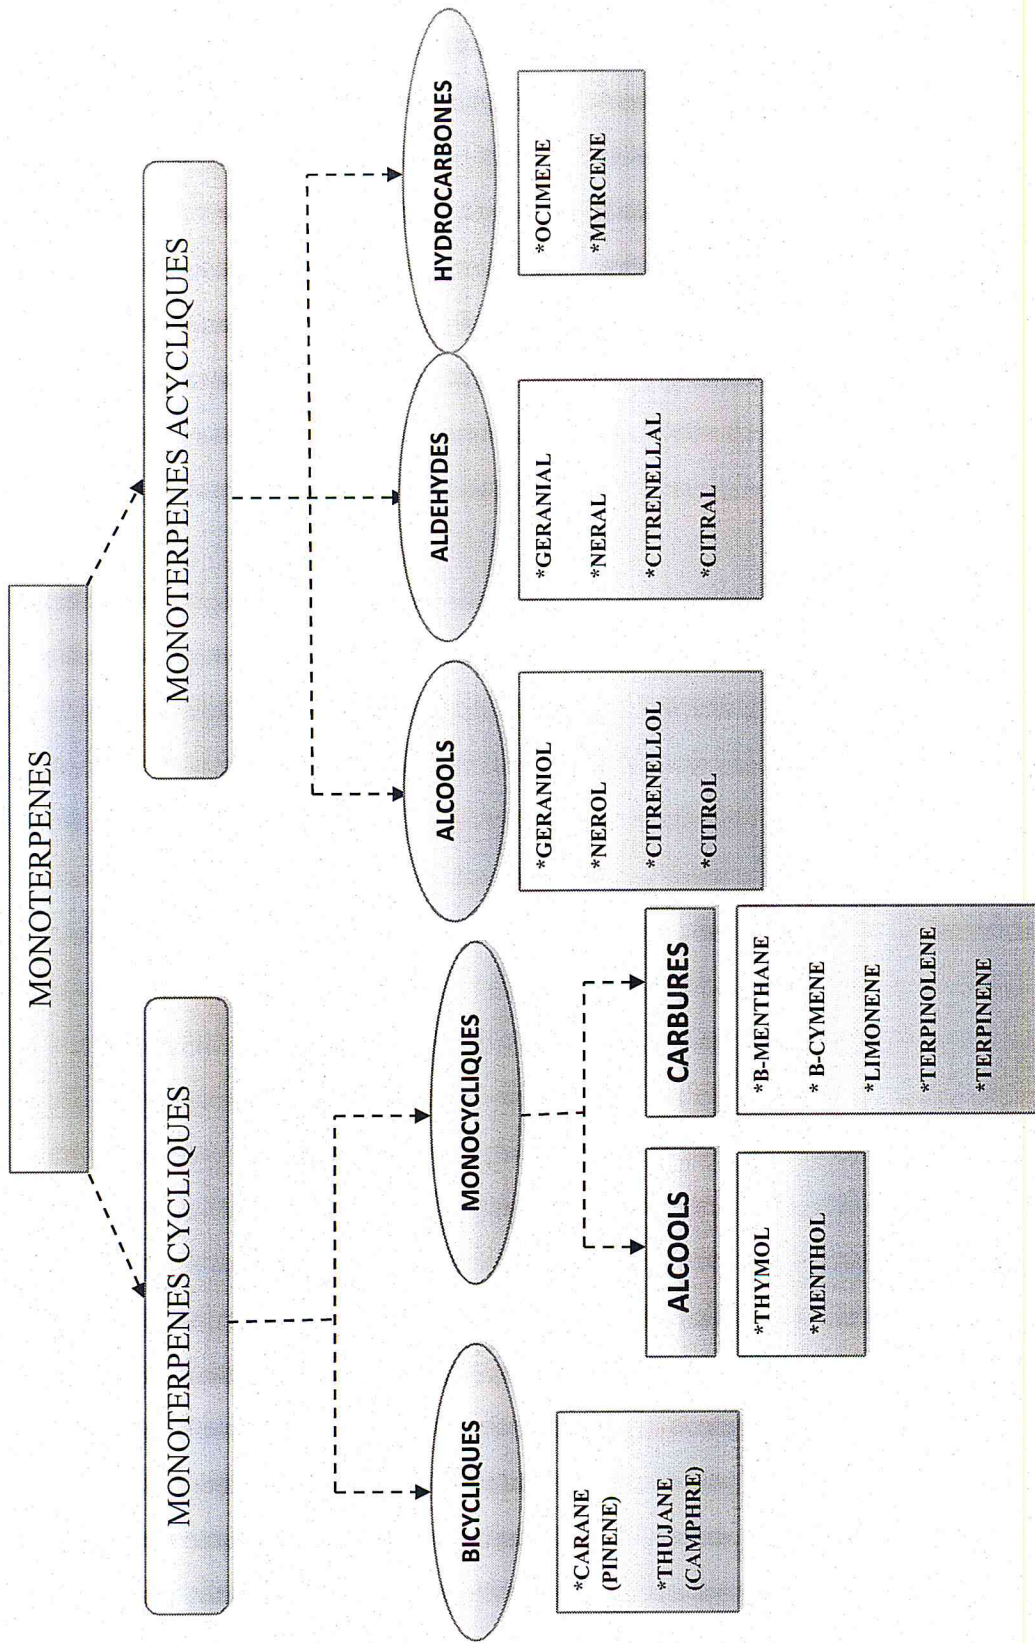 MONOTERPENES
MONOTERPENES CYCLIQUES
MONOTERPENES ACYCLIQUES
BICYCLIQUES
MONOCYCLIQUES
ALCOOLS
ALDEHYDES
HYDROCARBONES
*CARANE
(PINENE)
*THUJANE
(CAMPHRE)
ALCOOLS
*THYMOL
*MENTHOL
CARBURES
*B-MENTHANE
* B-CYMENE
*LIMONENE
*TERPINOLENE
*TERPINENE
*GERANIOL
*NEROL
*CITRENELLOL
*CITROL
*GERANIAL
*NERAL
*CITRENELLAL
*CITRAL
*OCIMENE
*MYRCENE